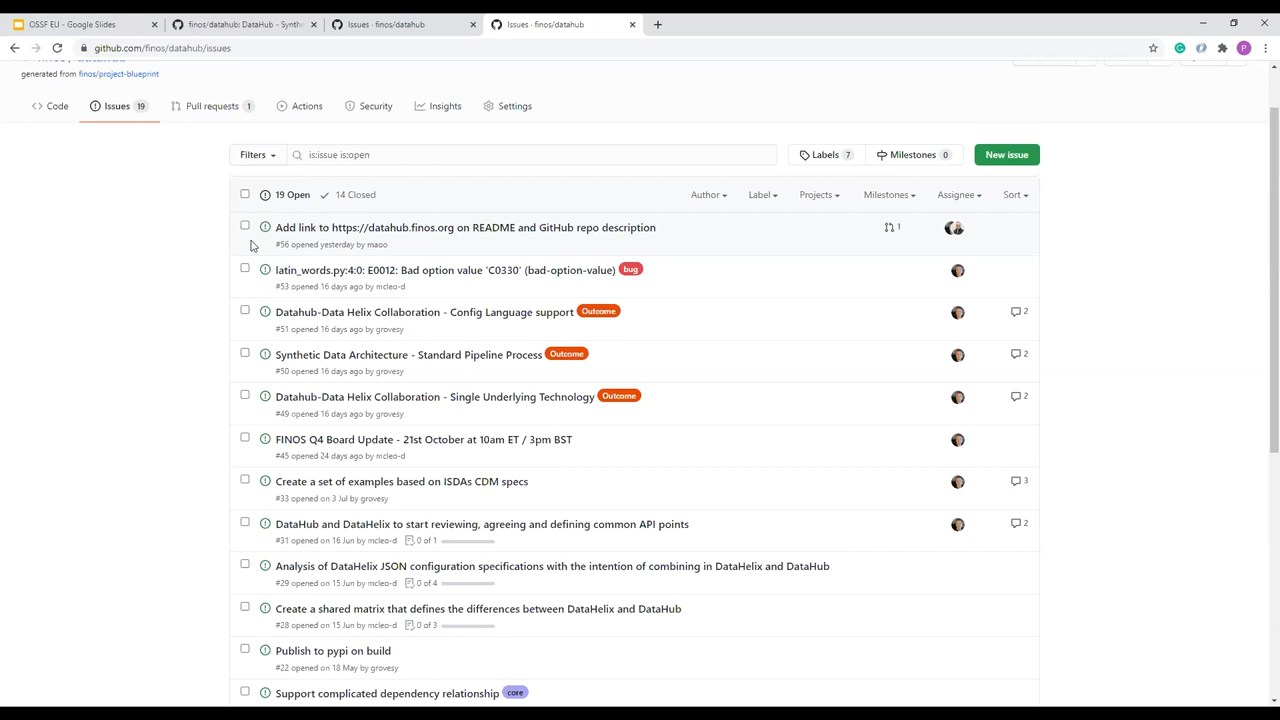 OSSF EU - Google Slides
finos/datahub: DataHub - Synthe
Issues · finos/datahub
Issues · finos/datahub
github.com/finos/datahub/issues
P
generated from finos/project-blueprint
Code
Issues 19
Pull requests 1
Actions
Security
Insights
Settings
Filters
is:issue is:open
Labels 7
Milestones 0
New issue
19 Open
14 Closed
Author
Label
Projects
Milestones
Assignee
Sort
Add link to https://datahub.finos.org on README and GitHub repo description
1
#56 opened yesterday by maoo
latin_words.py:4:0: E0012: Bad option value 'C0330' (bad-option-value) bug
#53 opened 16 days ago by mcleo-d
Datahub-Data Helix Collaboration - Config Language support Outcome
2
#51 opened 16 days ago by grovesy
Synthetic Data Architecture - Standard Pipeline Process Outcome
2
#50 opened 16 days ago by grovesy
Datahub-Data Helix Collaboration - Single Underlying Technology Outcome
2
#49 opened 16 days ago by grovesy
FINOS Q4 Board Update - 21st October at 10am ET / 3pm BST
#45 opened 24 days ago by mcleo-d
Create a set of examples based on ISDAs CDM specs
3
#33 opened on 3 Jul by grovesy
DataHub and DataHelix to start reviewing, agreeing and defining common API points
2
#31 opened on 16 Jun by mcleo-d 0 of 1
Analysis of DataHelix JSON configuration specifications with the intention of combining in DataHelix and DataHub
#29 opened on 15 Jun by mcleo-d 0 of 4
Create a shared matrix that defines the differences between DataHelix and DataHub
#28 opened on 15 Jun by mcleo-d 0 of 3
Publish to pypi on build
#22 opened on 18 May by grovesy
Support complicated dependency relationship core